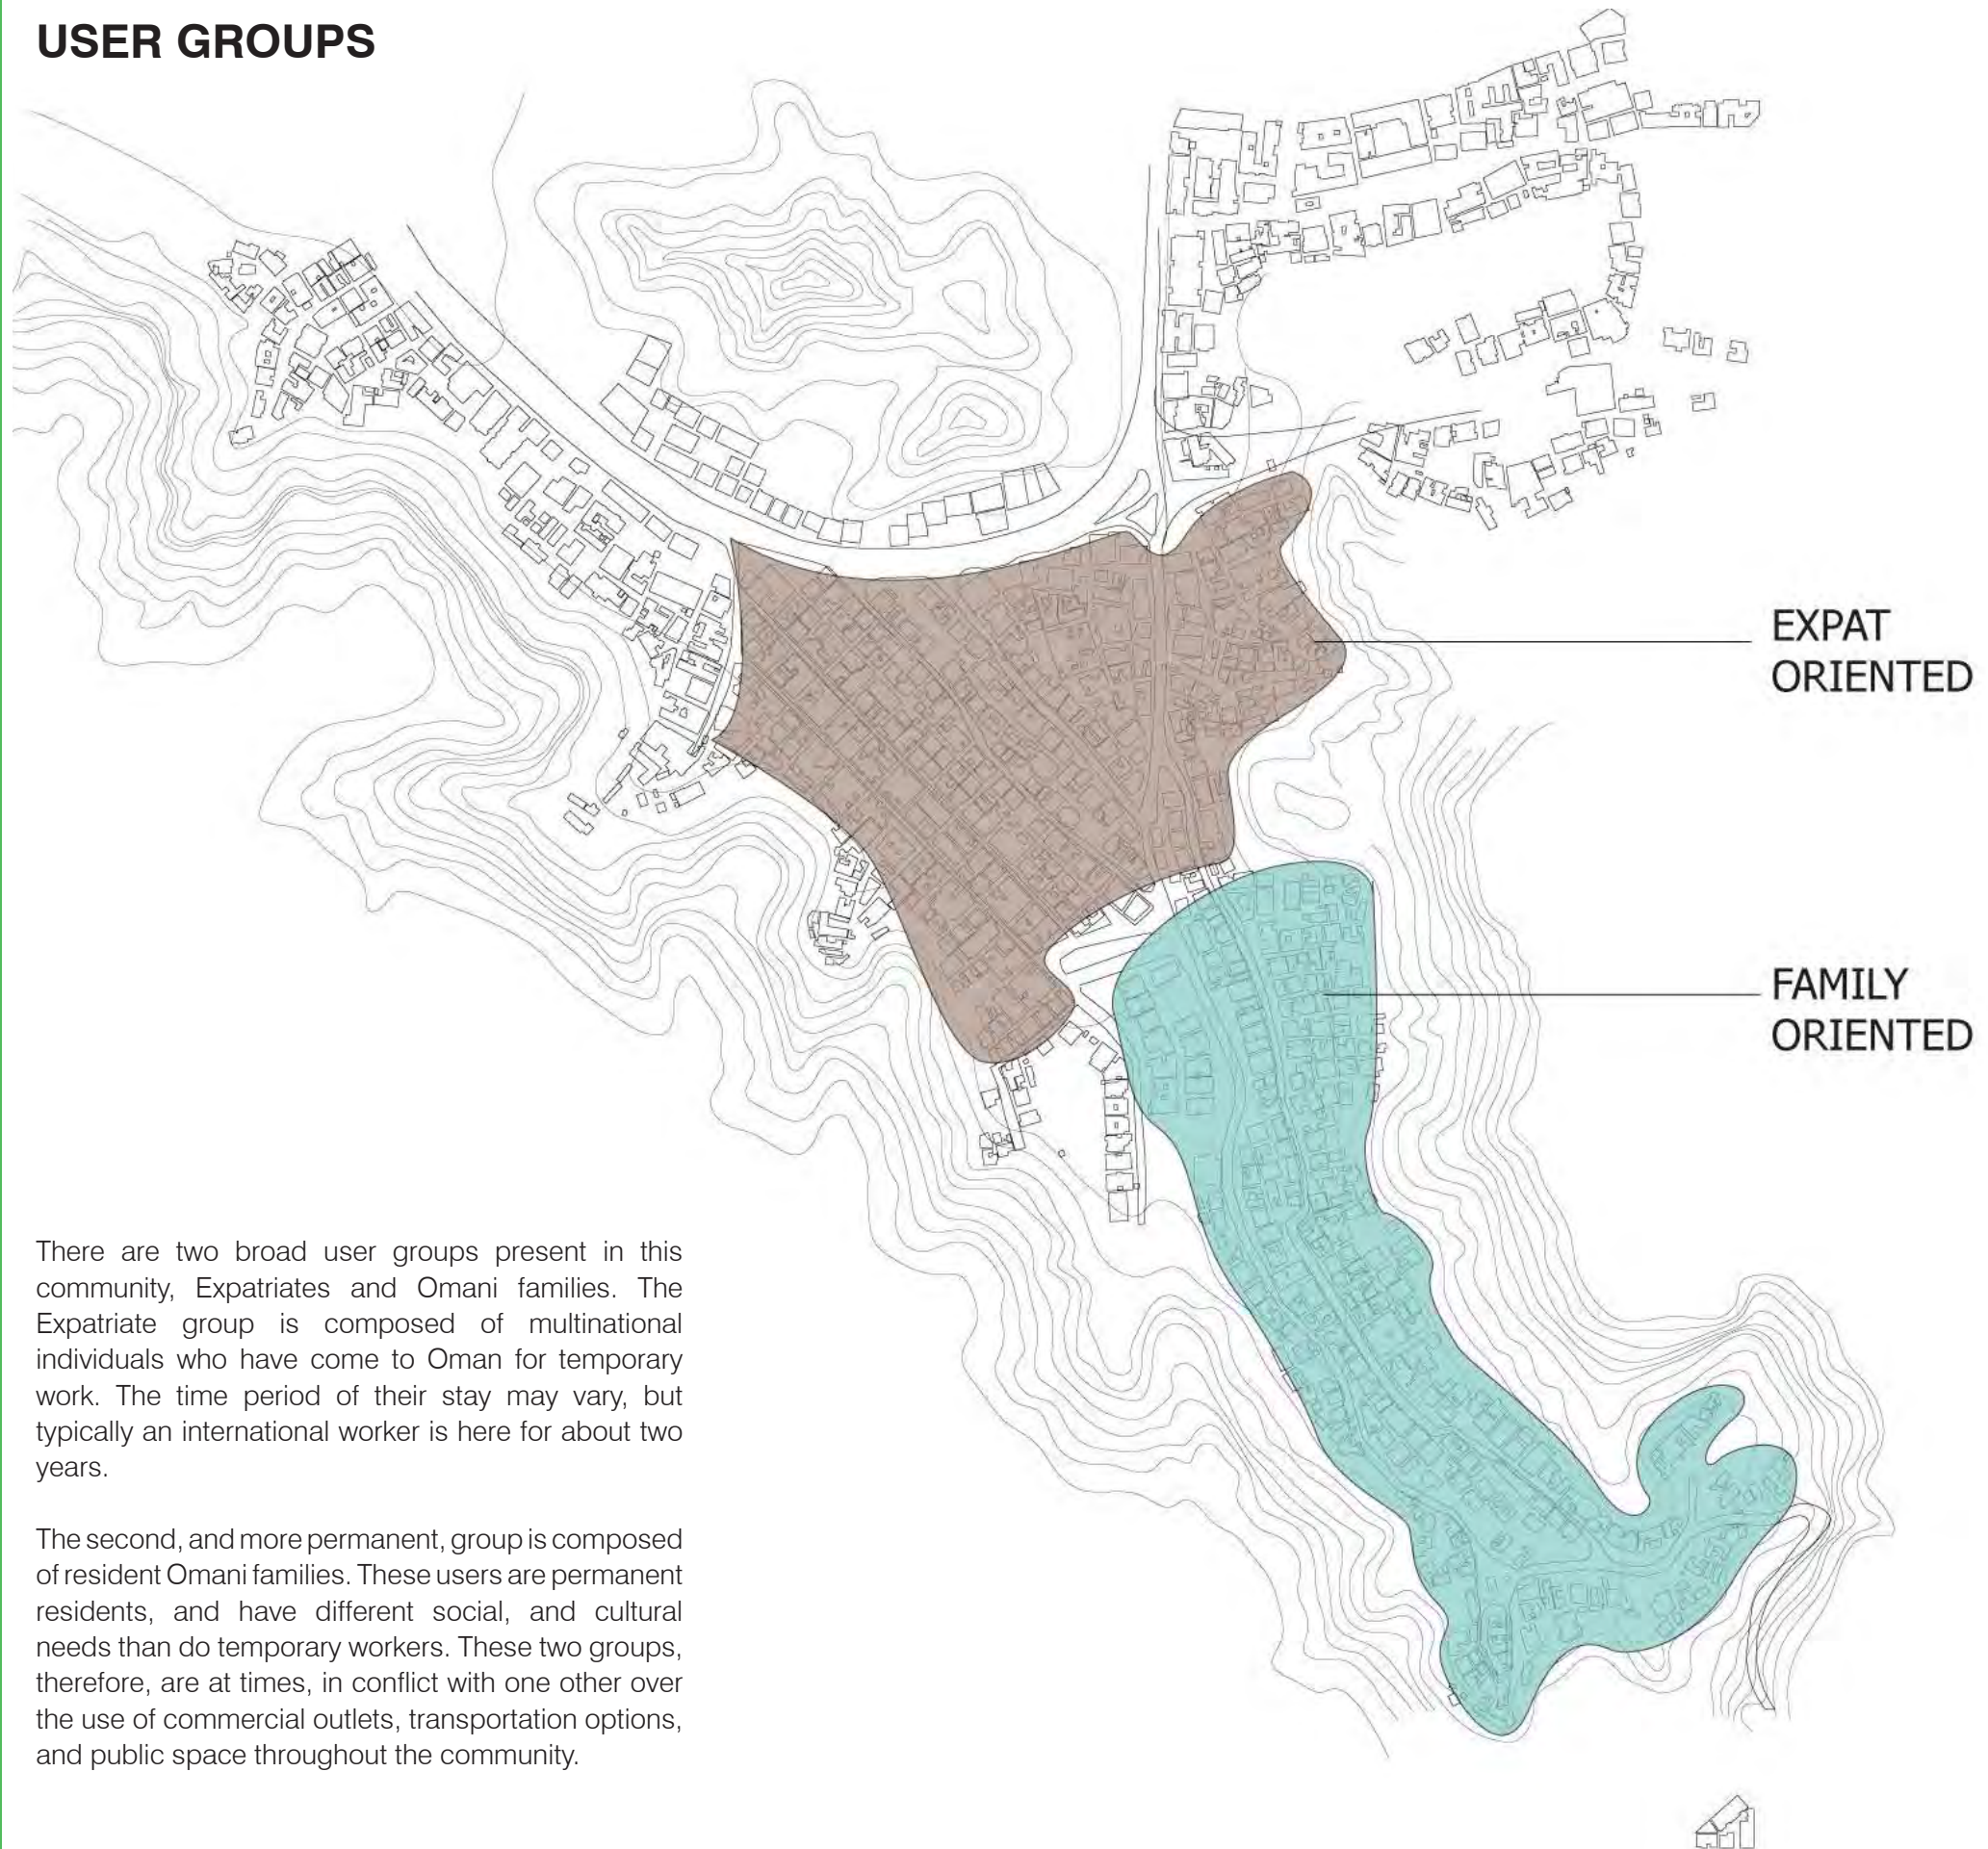 USER GROUPS
EXPAT
ORIENTED
FAMILY
ORIENTED
There are two broad user groups present in this
community, Expatriates and Omani families. The
Expatriate group is composed of multinational
individuals who have come to Oman for temporary
work. The time period of their stay may vary, but
typically an international worker is here for about two
years.
The second, and more permanent, group is composed
of resident Omani families. These users are permanent
residents, and have different social, and cultural
needs than do temporary workers. These two groups,
therefore, are at times, in conflict with one other over
the use of commercial outlets, transportation options,
and public space throughout the community.